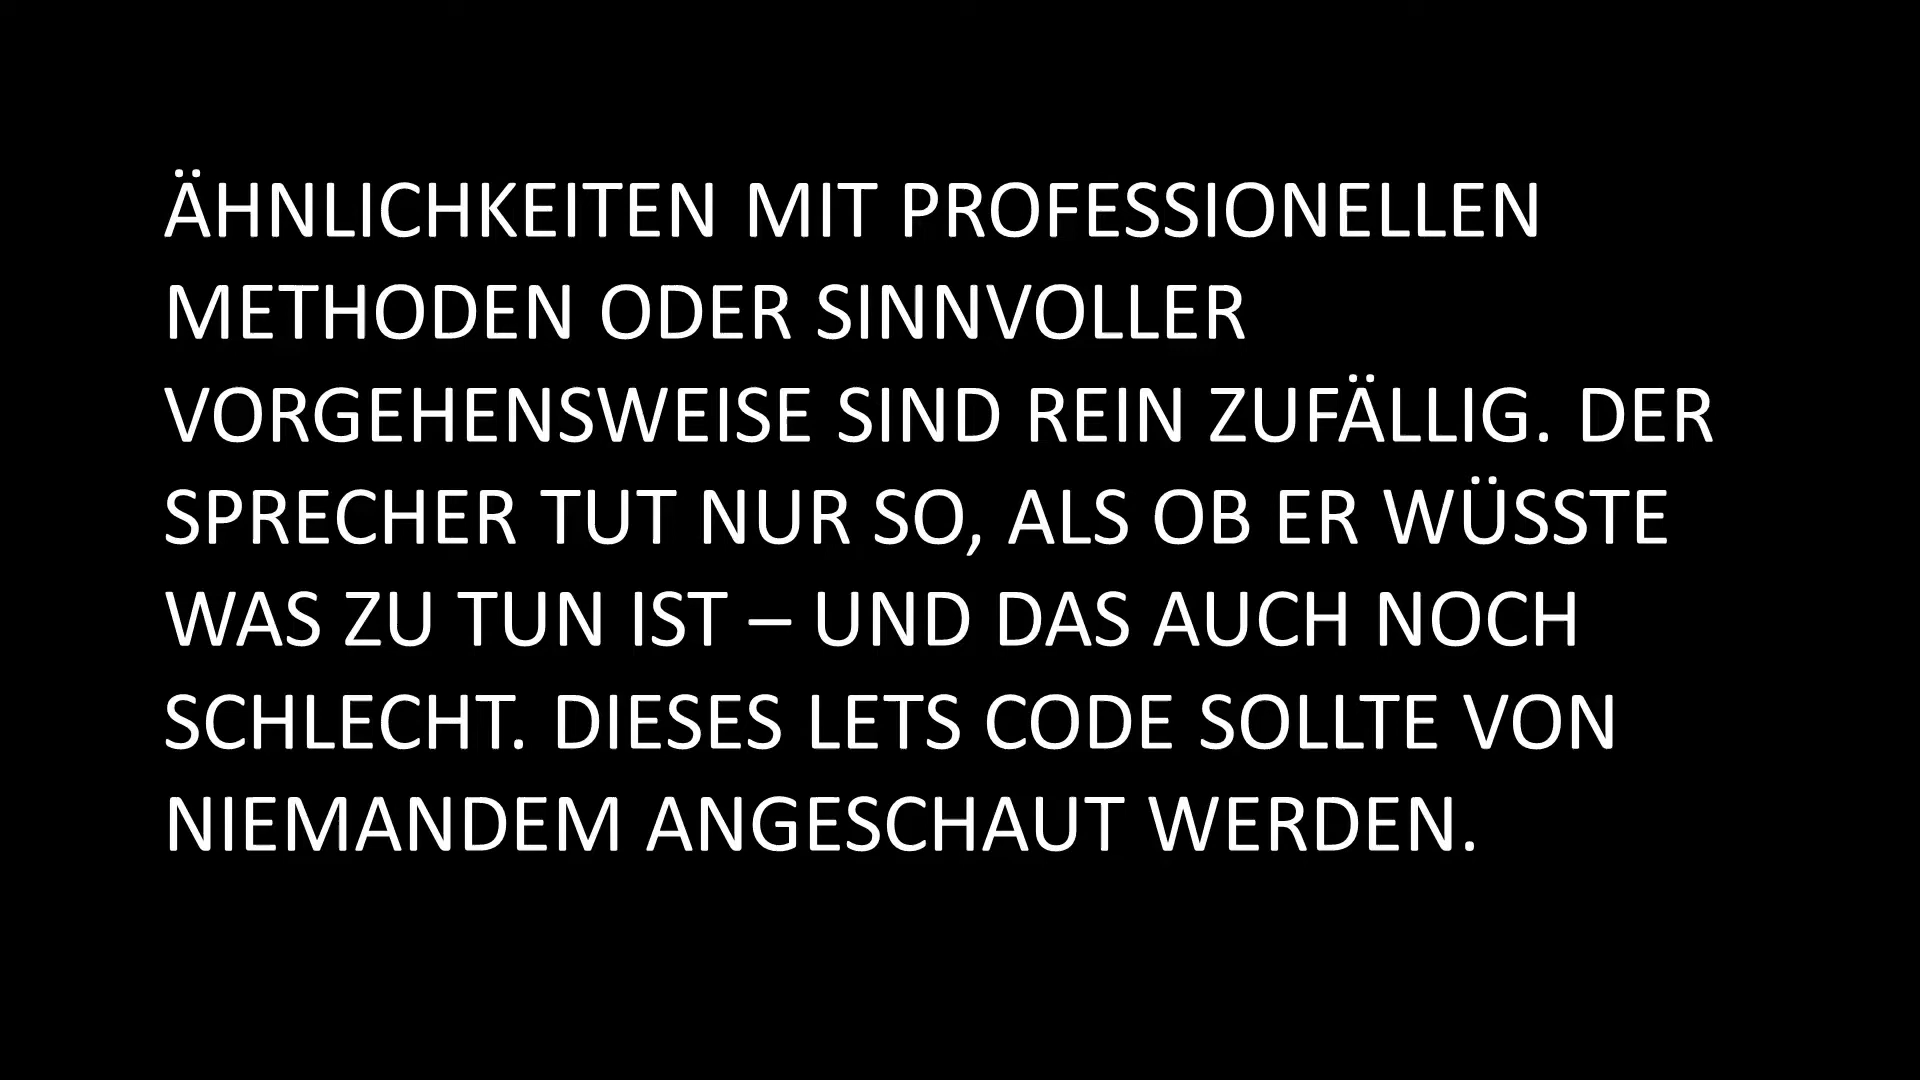 ÄHNLICHKEITEN MIT PROFESSIONELLEN
METHODEN ODER SINNVOLLER
VORGEHENSWEISE SIND REIN ZUFÄLLIG. DER
SPRECHER TUT NUR SO, ALS OB ER WÜSSTE
WAS ZU TUN IST – UND DAS AUCH NOCH
SCHLECHT. DIESES LETS CODE SOLLTE VON
NIEMANDEM ANGESCHAUT WERDEN.